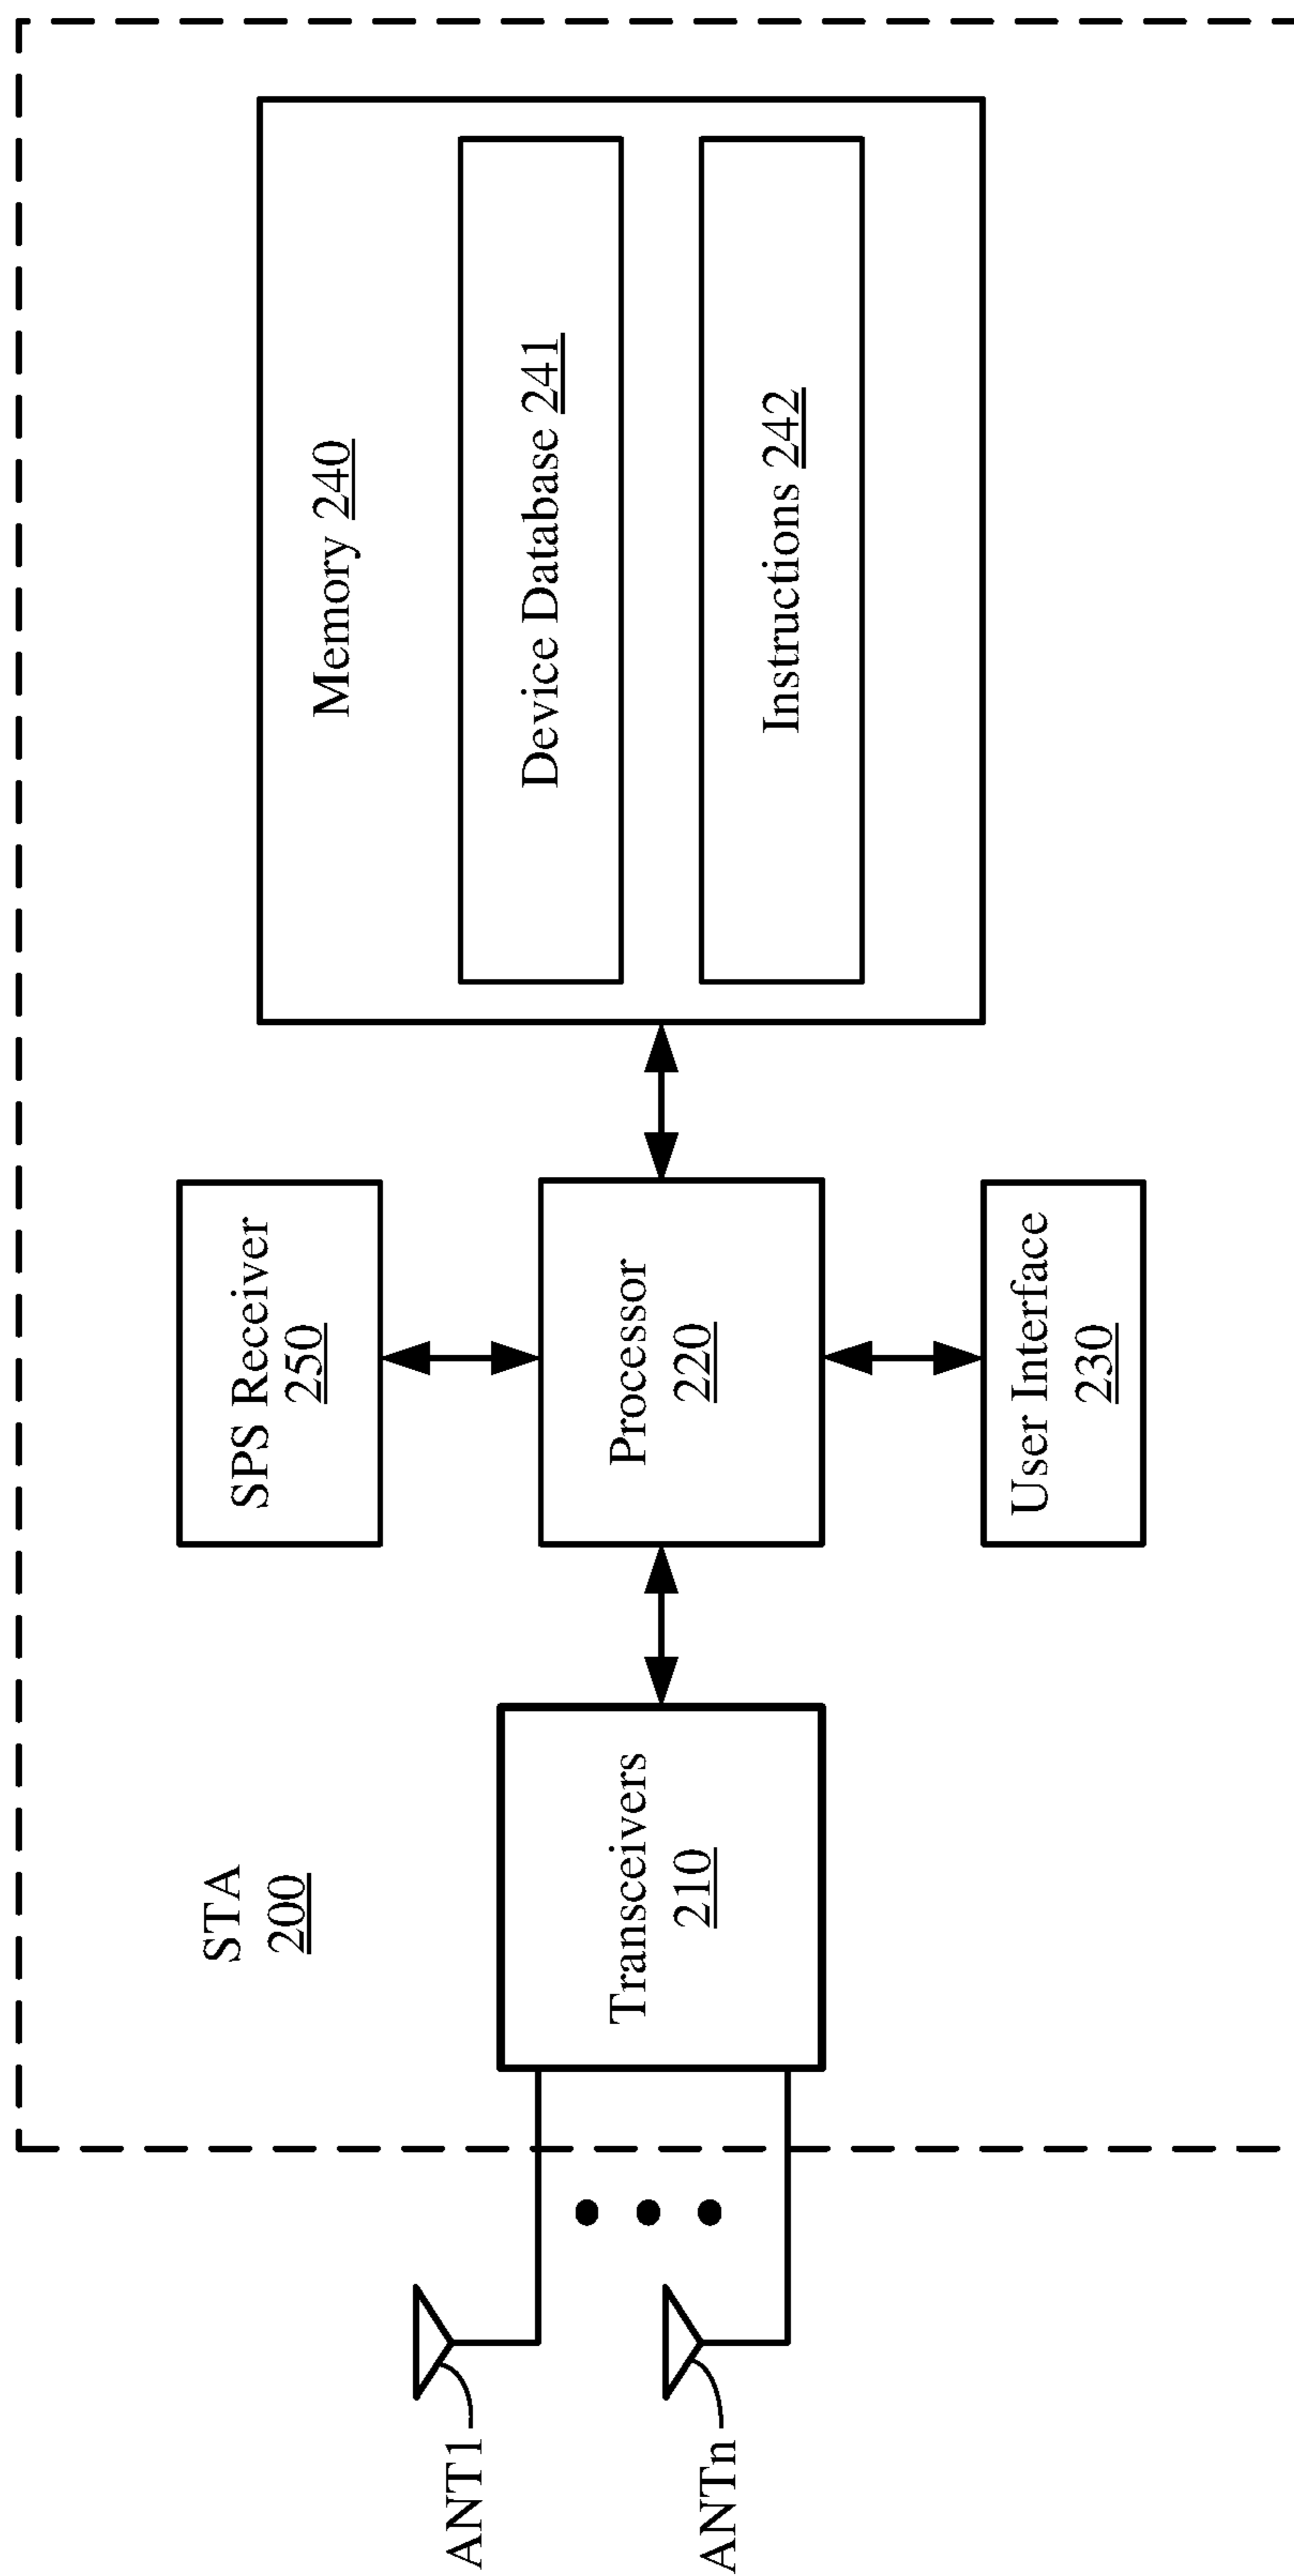 STA
200
ANT1
ANTn
Transceivers
210
SPS Receiver
250
Processor
220
User Interface
230
Memory 240
Device Database 241
Instructions 242